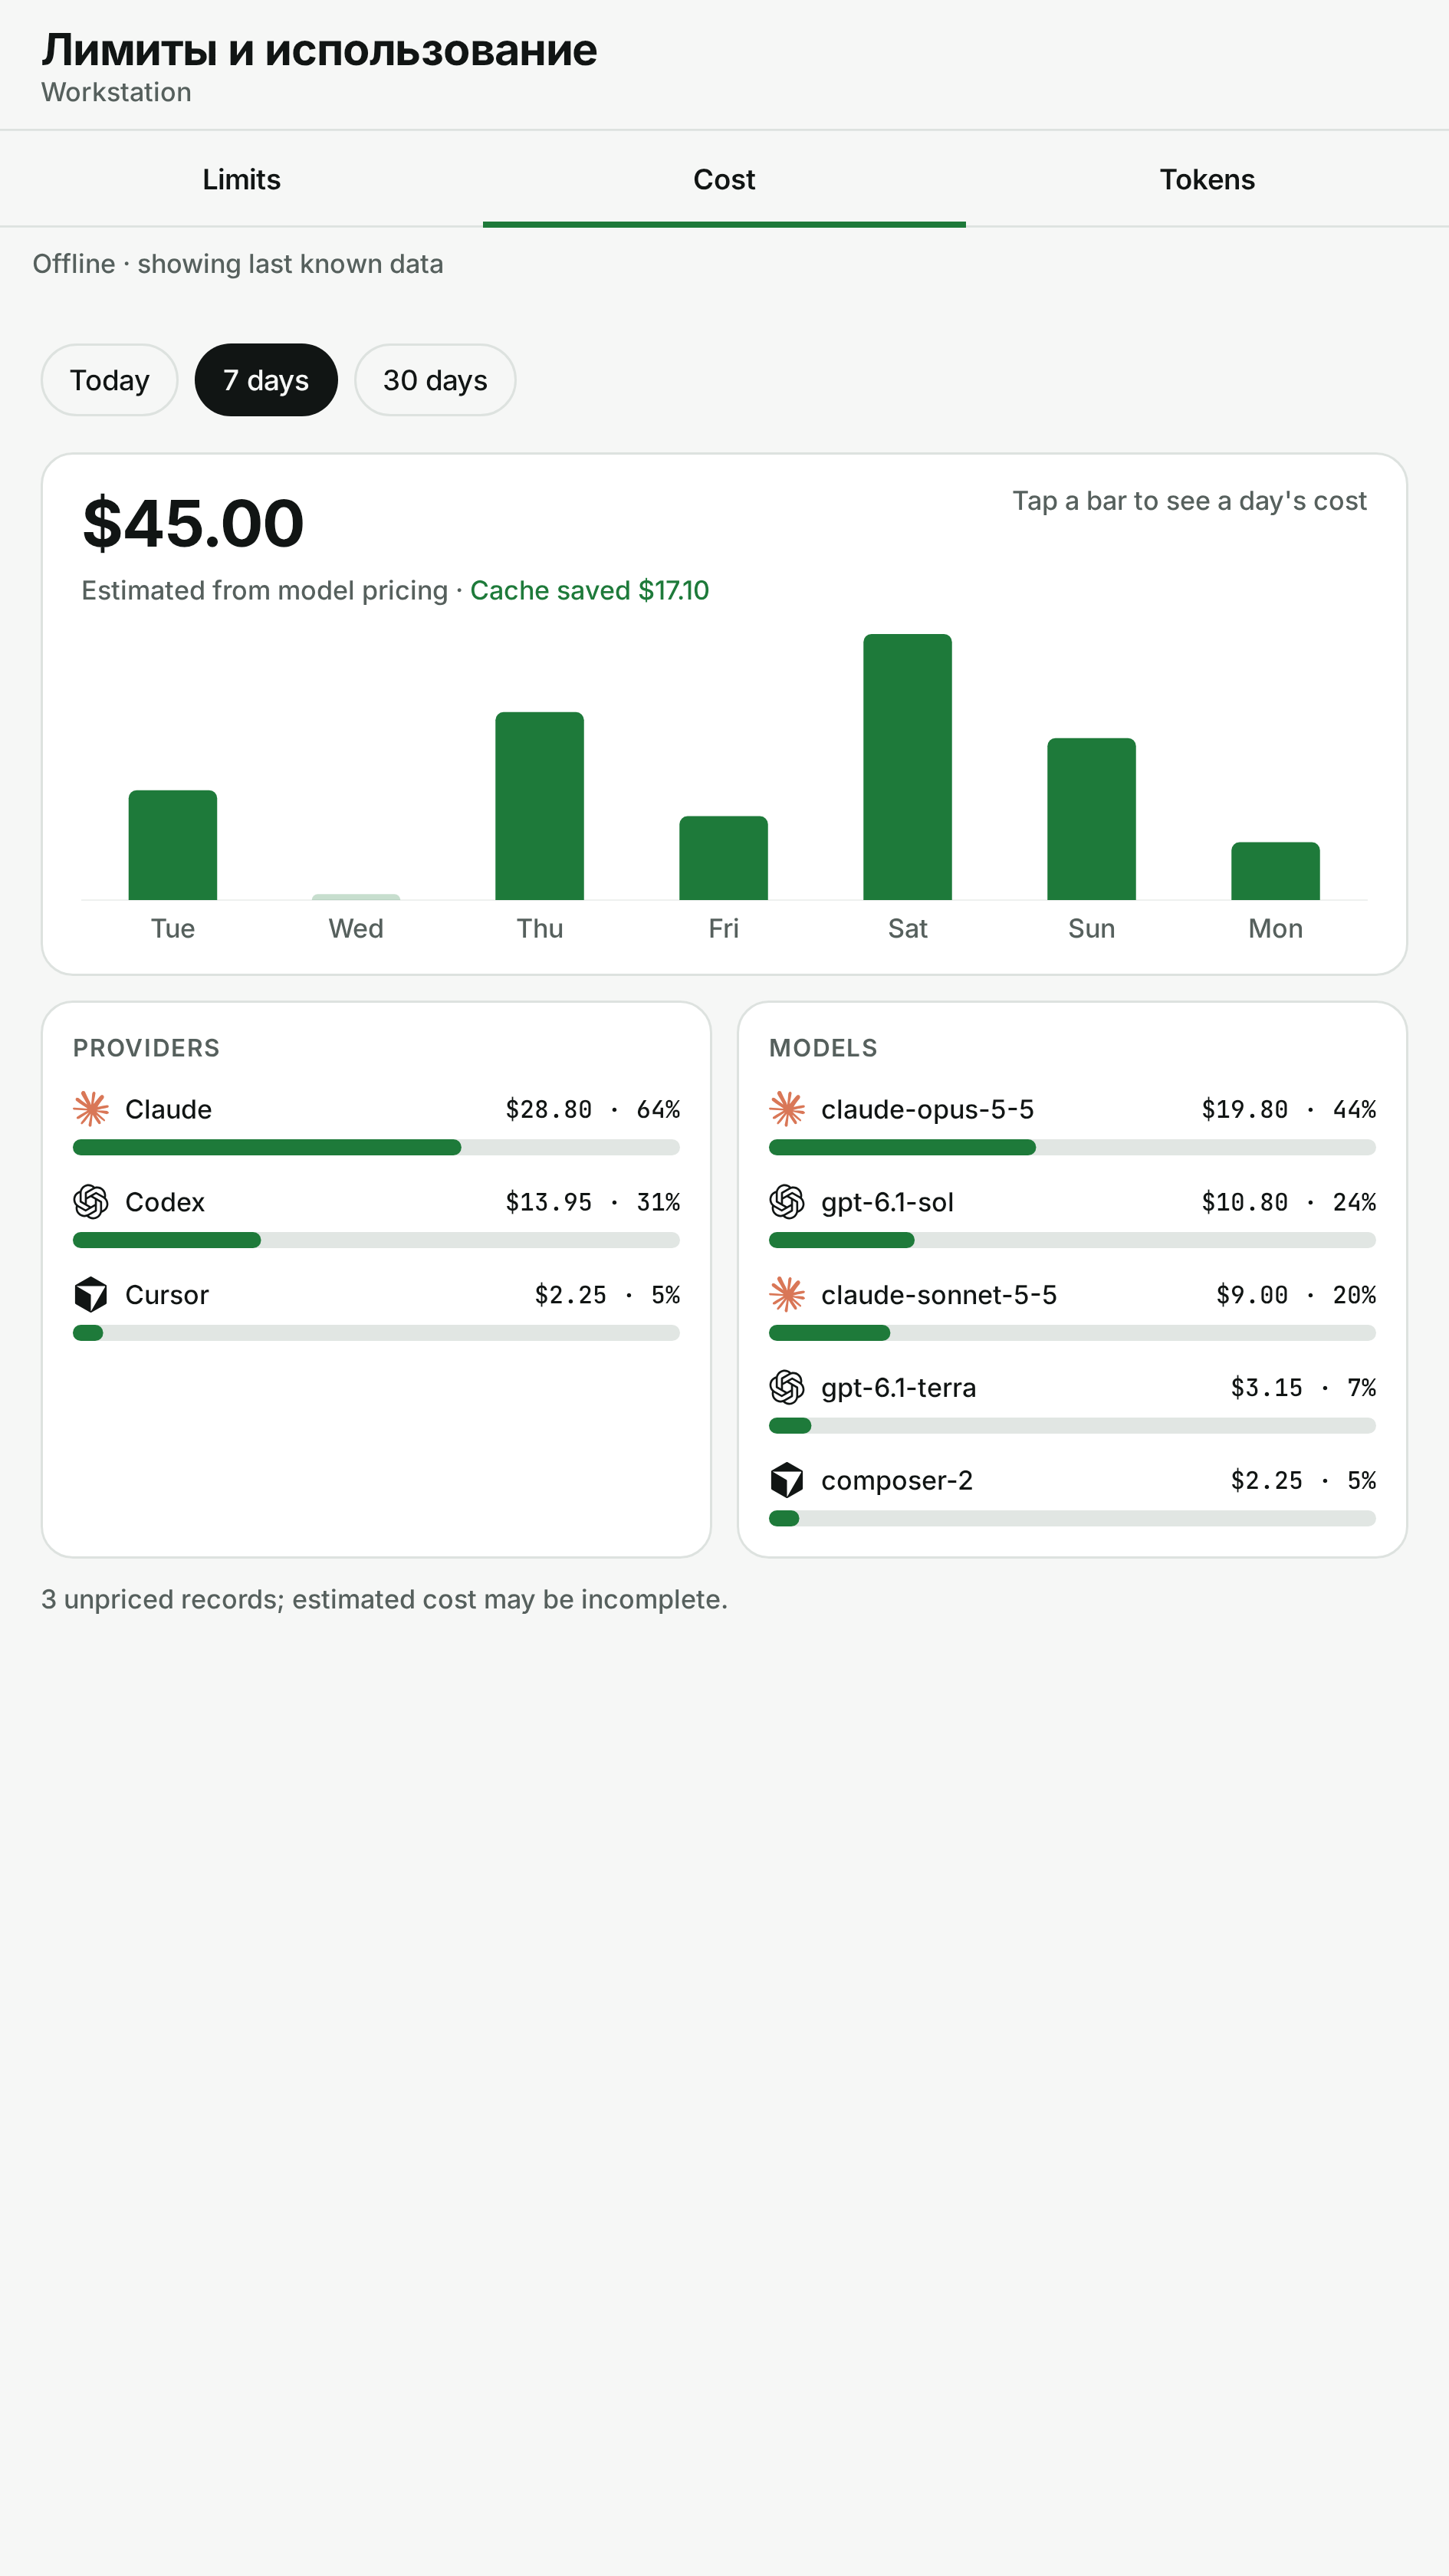 Лимиты и использование
Workstation
Limits
Cost
Tokens
Offline · showing last known data
Today
7 days
30 days
$45.00
Tap a bar to see a day's cost
Estimated from model pricing · Cache saved $17.10
Tue
Wed
Thu
Fri
Sat
Sun
Mon
PROVIDERS
Claude
$28.80 · 64%
Codex
$13.95 · 31%
Cursor
$2.25 · 5%
MODELS
claude-opus-5-5
$19.80 · 44%
gpt-6.1-sol
$10.80 · 24%
claude-sonnet-5-5
$9.00 · 20%
gpt-6.1-terra
$3.15 · 7%
composer-2
$2.25 · 5%
3 unpriced records; estimated cost may be incomplete.